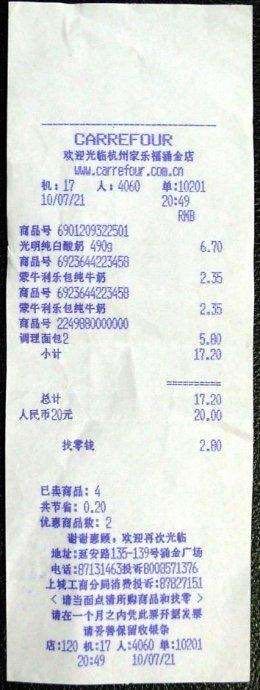 CARREFOUR
欢迎光临杭州家乐福涌金店
www.carrefour.com.cn
机:17 人:4060 单:10201
10/07/21 20:49
RMB
商品号 6901209322501
光明纯白酸奶 490g 6.70
商品号 6923644223458
蒙牛利乐包纯牛奶 2.35
商品号 6923644223458
蒙牛利乐包纯牛奶 2.35
商品号 2249880000000
调理面包2 5.80
小计 17.20
==========
总计 17.20
人民币20元 20.00
找零钱 2.80
已卖商品: 4
共节省: 0.20
优惠商品数: 2
谢谢惠顾, 欢迎再次光临
地址:延安路135-139号涌金广场
电话:87131463投诉8008571376
上城工商分局消费投诉:87827151
< 请当面点清所购商品和找零 >
请在一个月之内凭此票开据发票
请妥善保留收银条
店:120 机:17 人:4060 单:10201
20:49 10/07/21